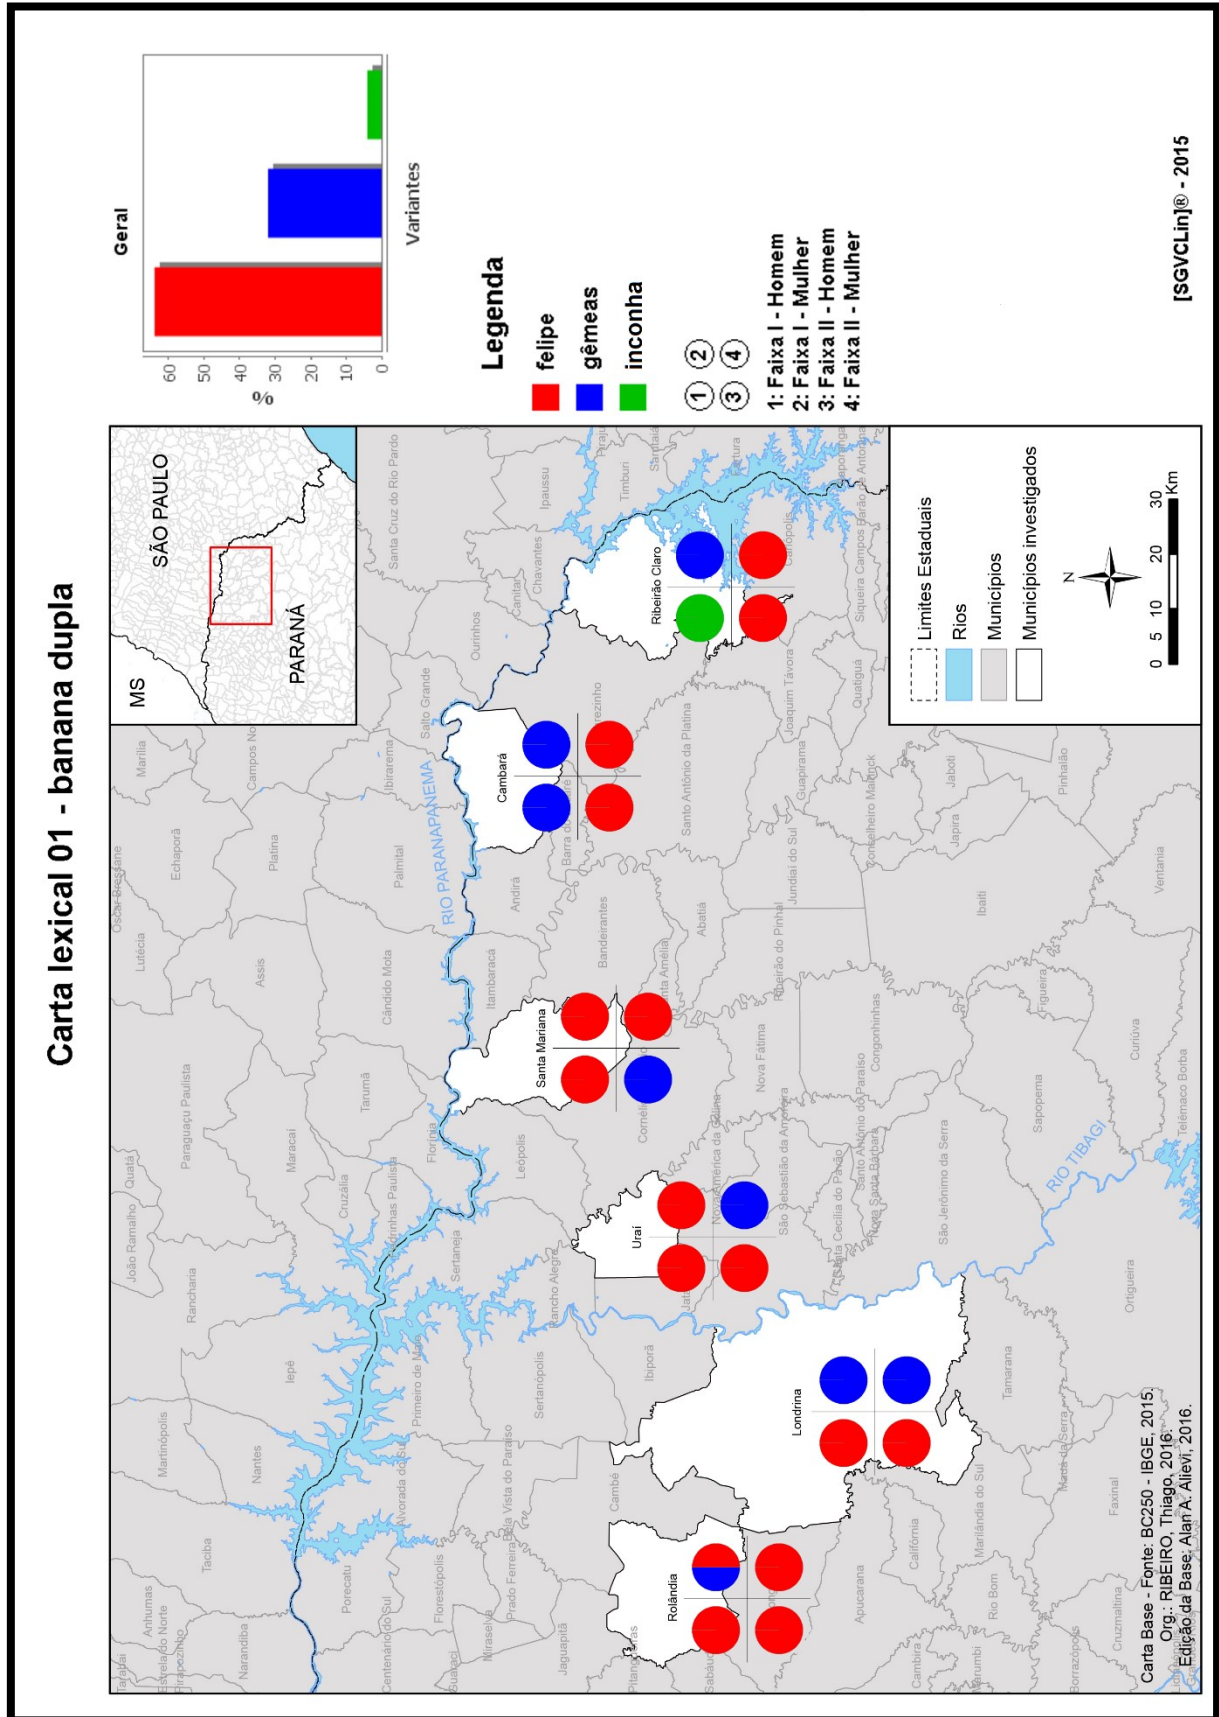 Carta lexical 01 - banana dupla
MS
SÃO PAULO
PARANÁ
Geral
%
60
50
40
30
20
10
0
Variantes
Legenda
felipe
gêmeas
inconha
1 2
3 4
1: Faixa I - Homem
2: Faixa I - Mulher
3: Faixa II - Homem
4: Faixa II - Mulher
[SGVCLin]® - 2015
Limites Estaduais
Rios
Municípios
Municípios investigados
N
0 5 10 20 30 Km
RIO PARANAPANEMA
RIO TIBAGI
Rolândia
Londrina
Uraí
Santa Mariana
Cambará
Ribeirão Claro
Anhumas
Estrela do Norte
Pirapozinho
Narandiba
Taciba
Martinópolis
Nantes
Iepê
Rancharia
João Ramalho
Quatá
Paraguaçu Paulista
Maracaí
Cruzália
Tarumã
Florínia
Lutécia
Assis
Cândido Mota
Echaporã
Platina
Palmital
Marília
Campos No
Ibirarema
Salto Grande
Ourinhos
Canitar
Chavantes
Ipaussu
Timburi
Santa Cruz do Rio Pardo
Porecatu
Centenário do Sul
Florestópolis
Miraselva
Prado Ferreira
Bela Vista do Paraíso
Alvorada do Sul
Primeiro de Maio
Sertanópolis
Sertaneja
Rancho Alegre
Leópolis
Itambaracá
Andirá
Bandeirantes
Jaguapitã
Cambé
Ibiporã
Abatiá
Santo Antônio da Platina
Joaquim Távora
Quatiguá
Guapirama
Jundiaí do Sul
Conselheiro Mairinck
Jaboti
Japira
Pinhalão
Ibaiti
Ventania
Ribeirão do Pinhal
Nova Fátima
Congonhinhas
Figueira
Curiúva
Sapopema
Telêmaco Borba
São Sebastião da Amoreira
Santo Antônio do Paraíso
Nova Santa Bárbara
São Jerônimo da Serra
Ortigueira
Tamarana
Apucarana
Califórnia
Marilândia do Sul
Mauá da Serra
Faxinal
Rio Bom
Cambira
Marumbi
Borrazópolis
Cruzmaltina
Carta Base - Fonte: BC250 - IBGE, 2015.
Org.: RIBEIRO, Thiago, 2016.
Edição da Base: Alan A. Alievi, 2016.